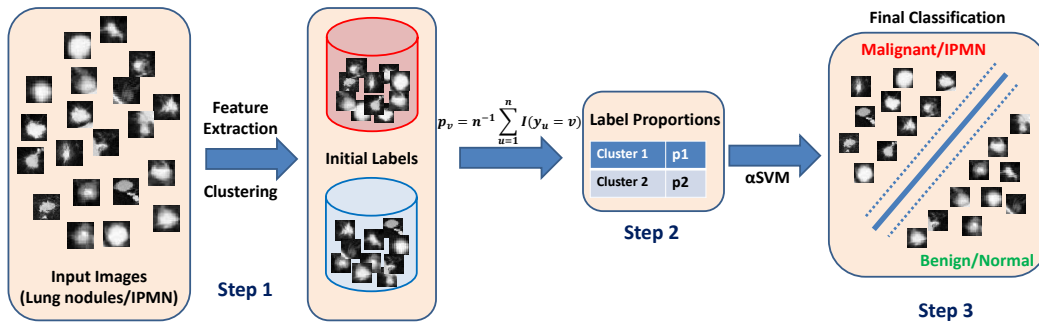 Input Images
(Lung nodules/IPMN)
Feature
Extraction
Clustering
Step 1
Initial Labels
p_v = n^{-1} \sum_{u=1}^{n} I(y_u = v)
Label Proportions
Cluster 1 p1
Cluster 2 p2
Step 2
αSVM
Final Classification
Malignant/IPMN
Benign/Normal
Step 3